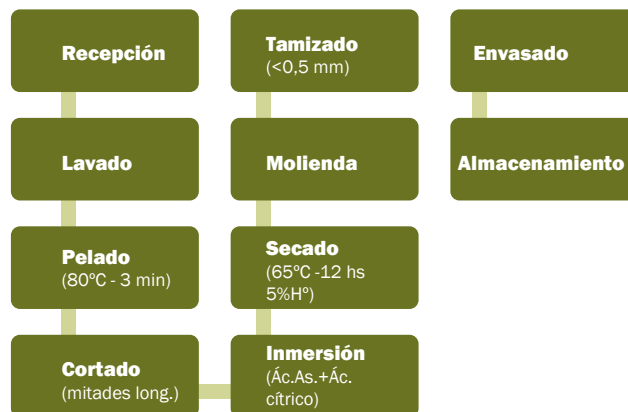 Recepción
Lavado
Pelado
(80ºC - 3 min)
Cortado
(mitades long.)
Inmersión
(Ác.As.+Ác.
cítrico)
Secado
(65ºC -12 hs
5%Hº)
Molienda
Tamizado
(<0,5 mm)
Envasado
Almacenamiento